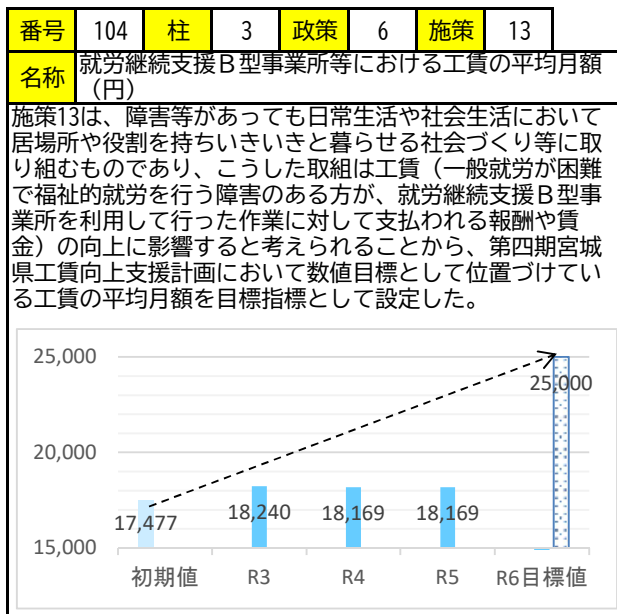 番号 104 柱 3 政策 6 施策 13
名称 就労継続支援Ｂ型事業所等における工賃の平均月額
（円）
施策13は、障害等があっても日常生活や社会生活において
居場所や役割を持ちいきいきと暮らせる社会づくり等に取
り組むものであり、こうした取組は工賃（一般就労が困難
で福祉的就労を行う障害のある方が、就労継続支援Ｂ型事
業所を利用して行った作業に対して支払われる報酬や賃
金）の向上に影響すると考えられることから、第四期宮城
県工賃向上支援計画において数値目標として位置づけてい
る工賃の平均月額を目標指標として設定した。
25,000
25,000
20,000
17,477 18,240 18,169 18,169
15,000
初期値 R3 R4 R5 R6目標値